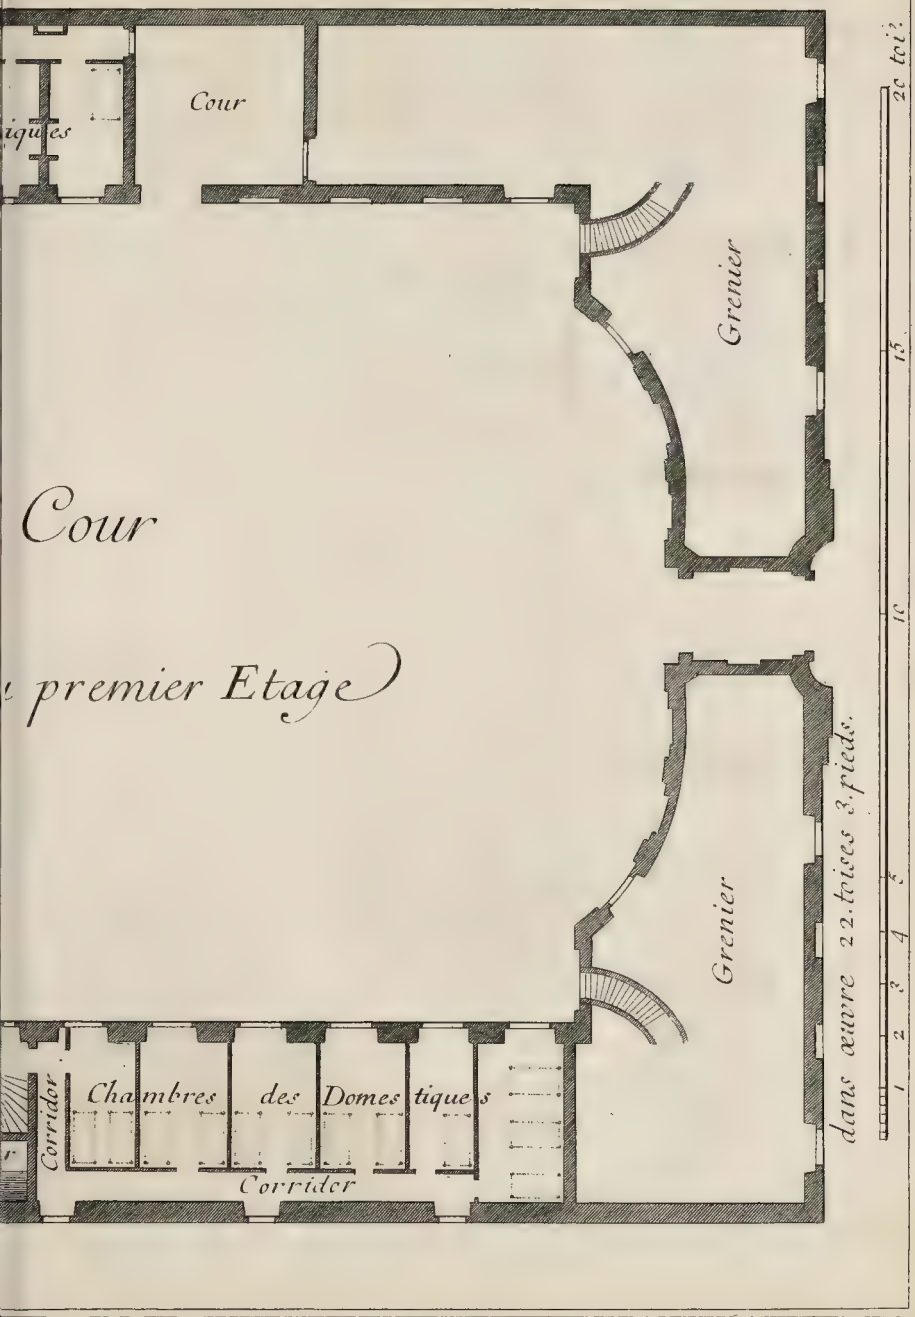 Cour
iques
Grenier
Cour
premier Etage
Grenier
Chambres des Domestiques
Corridor
Corridor
r
dans œuvre 22. toises 3. pieds.
1 2 3 4 5 10 15 20 toi.s